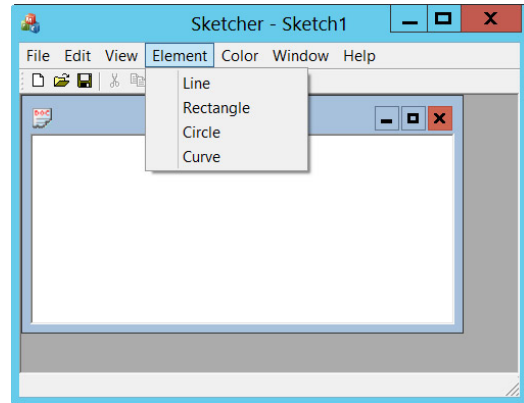 Sketcher - Sketch1
File Edit View Element Color Window Help
Line
Rectangle
Circle
Curve